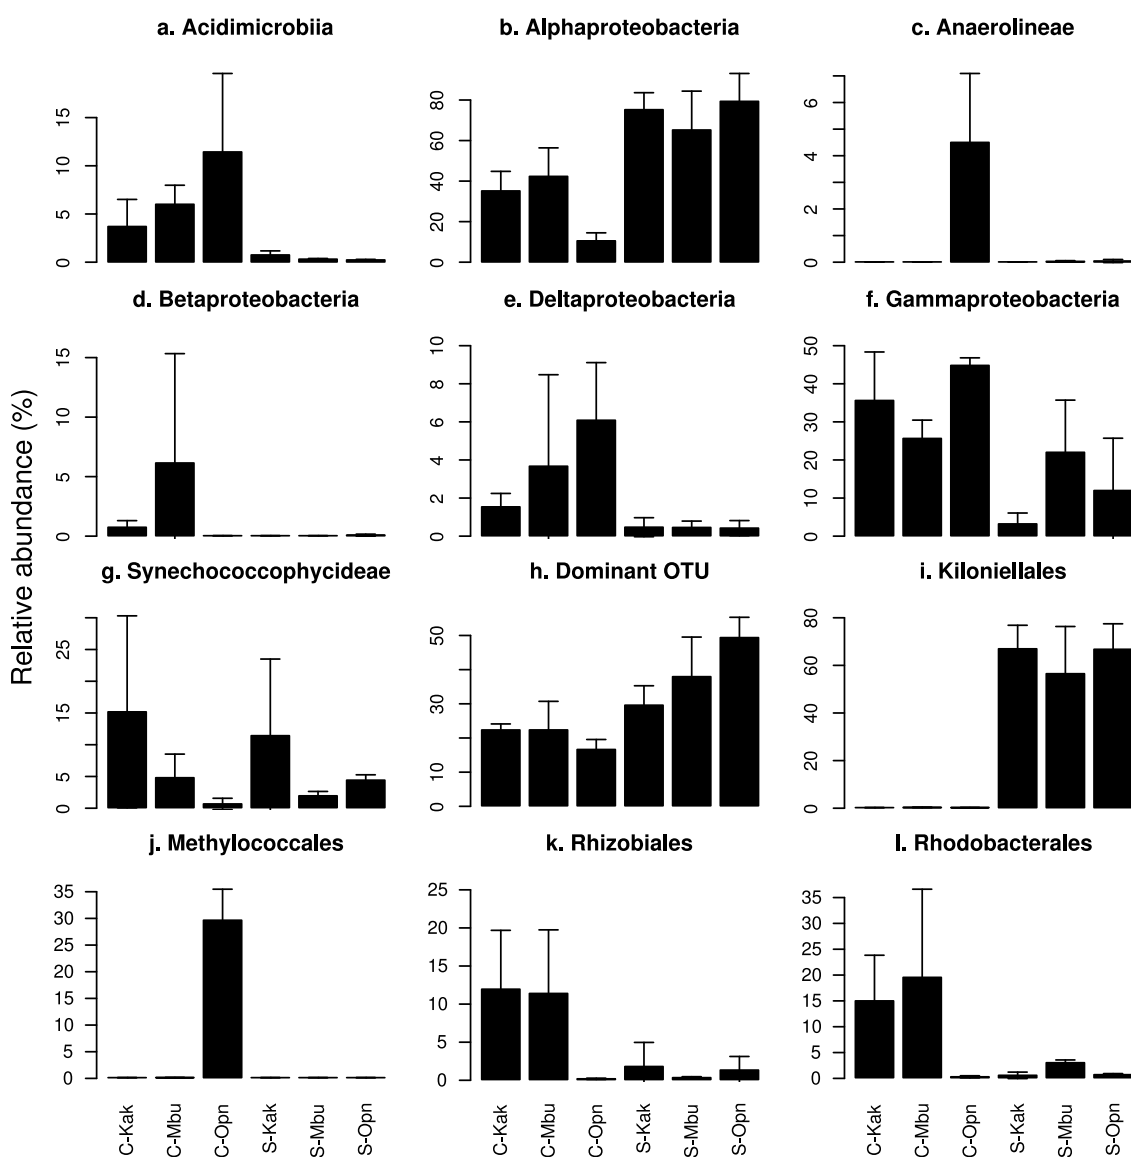 a. Acidimicrobiia
b. Alphaproteobacteria
c. Anaerolineae
0 5 10 15
0 20 40 60 80
0 2 4 6
d. Betaproteobacteria
e. Deltaproteobacteria
f. Gammaproteobacteria
0 5 10 15
0 2 4 6 8 10
0 10 20 30 40 50
Relative abundance (%)
g. Synechococcophycideae
h. Dominant OTU
i. Kiloniellales
0 5 15 25
0 10 30 50
0 20 40 60 80
j. Methylococcales
k. Rhizobiales
l. Rhodobacterales
35
30
25
20
15
10
5
0
25
20
15
10
5
0
35
30
25
20
15
10
5
0
C-Kak
C-Mbu
C-Opn
S-Kak
S-Mbu
S-Opn
C-Kak
C-Mbu
C-Opn
S-Kak
S-Mbu
S-Opn
C-Kak
C-Mbu
C-Opn
S-Kak
S-Mbu
S-Opn